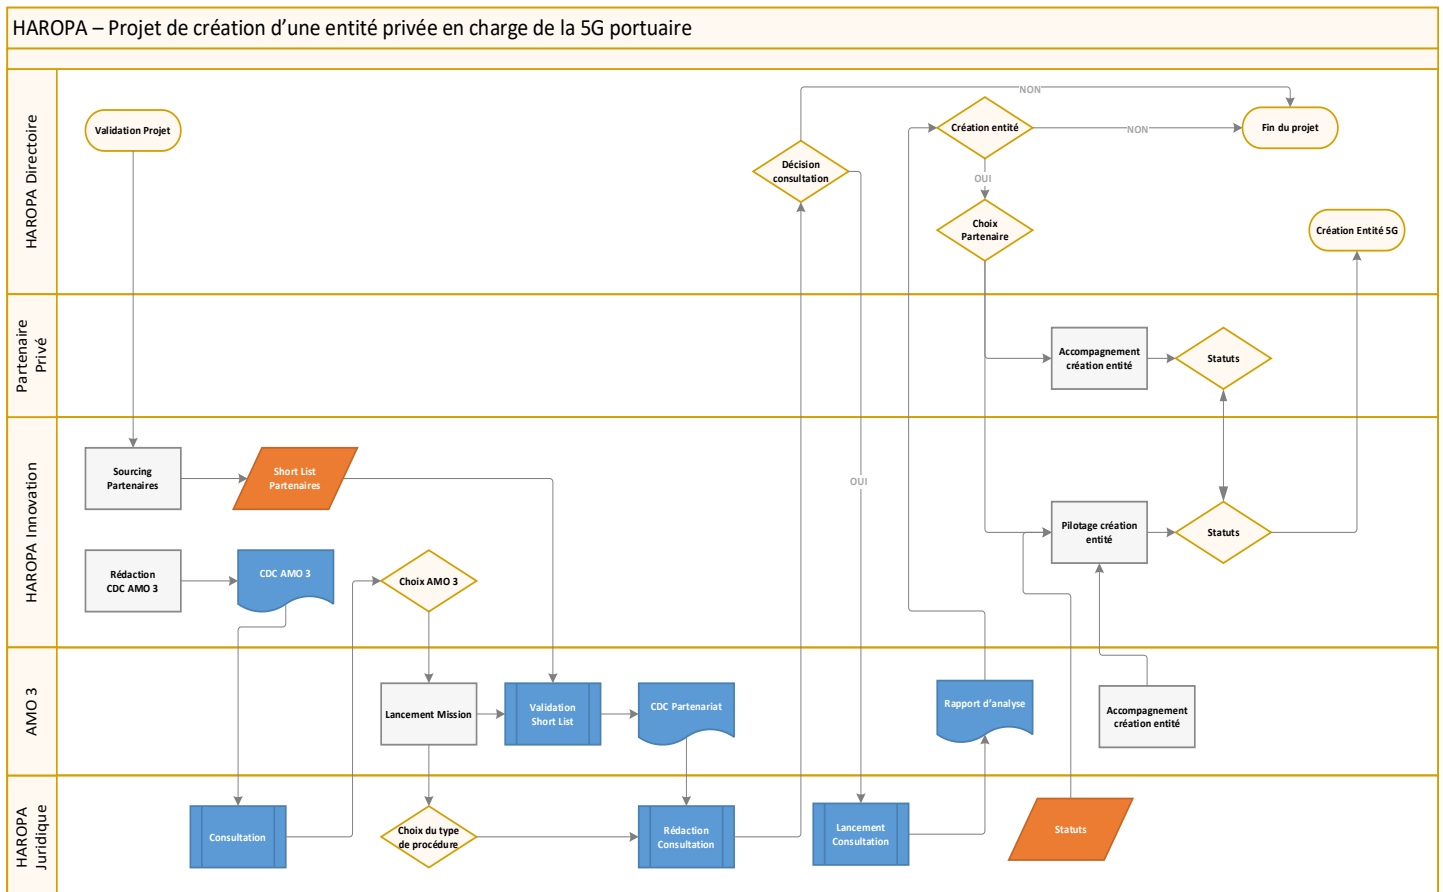 HAROPA – Projet de création d’une entité privée en charge de la 5G portuaire
HAROPA Directoire
Validation Projet
Décision
consultation
NON
Création entité
NON
Fin du projet
OUI
Choix
Partenaire
Création Entité 5G
Partenaire
Privé
Accompagnement
création entité
Statuts
HAROPA Innovation
Sourcing
Partenaires
Short List
Partenaires
OUI
Pilotage création
entité
Statuts
Rédaction
CDC AMO 3
CDC AMO 3
Choix AMO 3
AMO 3
Lancement Mission
Validation
Short List
CDC Partenariat
Rapport d’analyse
Accompagnement
création entité
HAROPA
Juridique
Consultation
Choix du type
de procédure
Rédaction
Consultation
Lancement
Consultation
Statuts